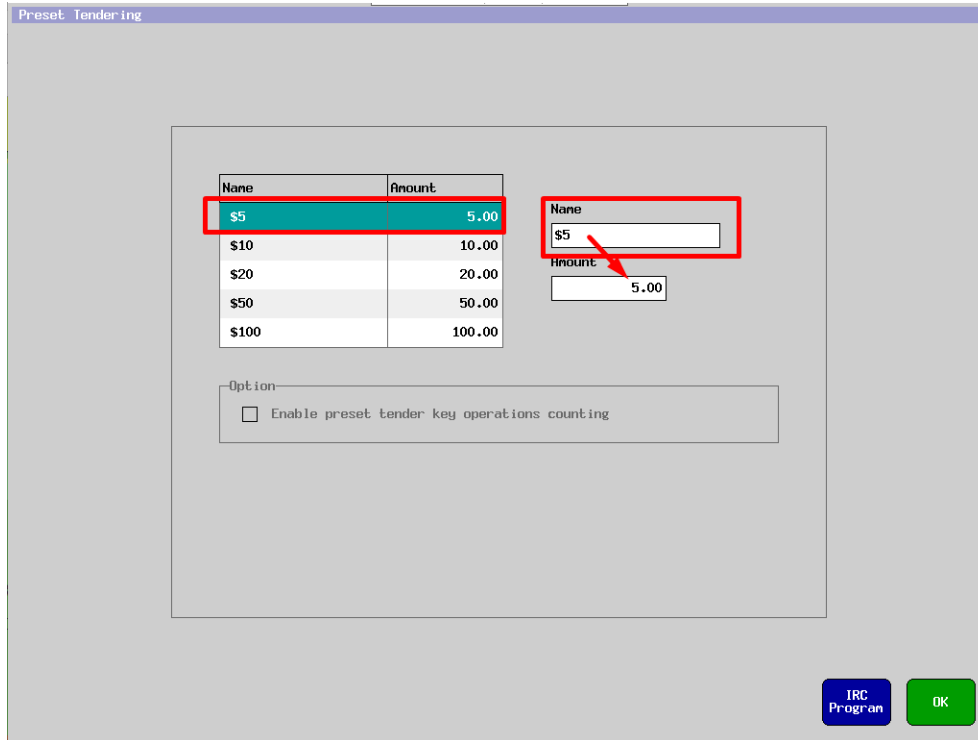 Preset Tendering
Name Amount
$5 5.00
$10 10.00
$20 20.00
$50 50.00
$100 100.00
Name
$5
Amount
5.00
Option
Enable preset tender key operations counting
IRC
Program
OK